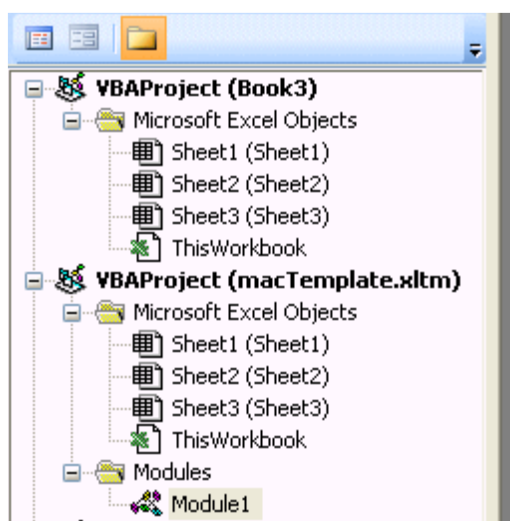 VBAProject (Book3)
Microsoft Excel Objects
Sheet1 (Sheet1)
Sheet2 (Sheet2)
Sheet3 (Sheet3)
ThisWorkbook
VBAProject (macTemplate.xltm)
Microsoft Excel Objects
Sheet1 (Sheet1)
Sheet2 (Sheet2)
Sheet3 (Sheet3)
ThisWorkbook
Modules
Module1